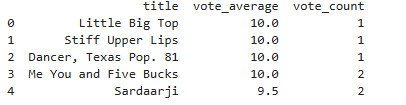 title vote_average vote_count
0 Little Big Top 10.0 1
1 Stiff Upper Lips 10.0 1
2 Dancer, Texas Pop. 81 10.0 1
3 Me You and Five Bucks 10.0 2
4 Sardaarji 9.5 2